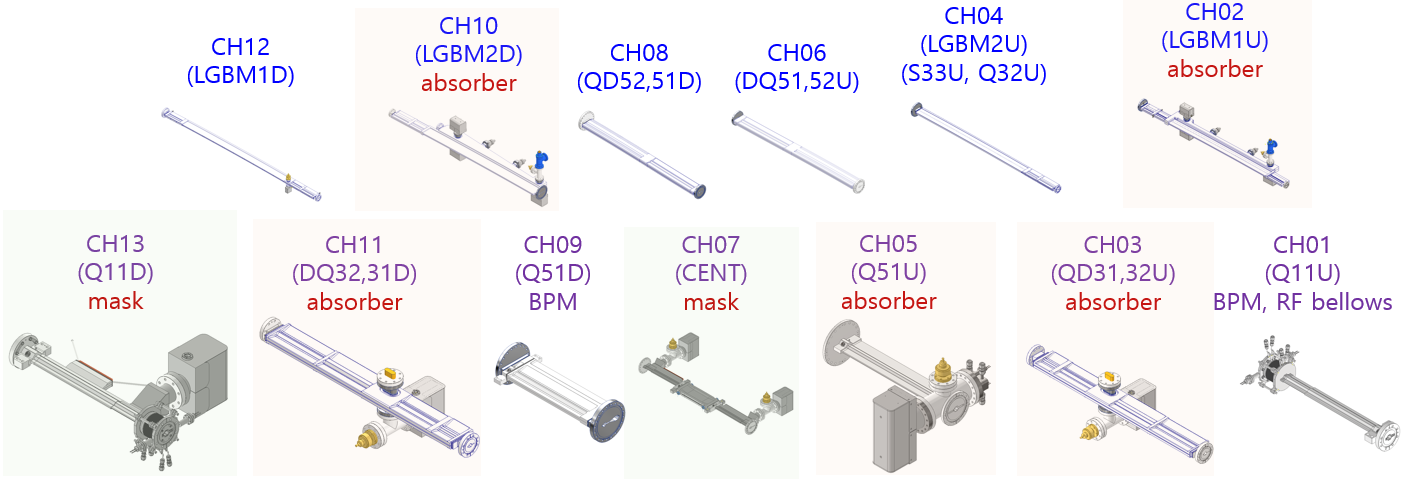 CH12
(LGBM1D)
CH10
(LGBM2D)
absorber
CH08
(QD52,51D)
CH06
(DQ51,52U)
CH04
(LGBM2U)
(S33U, Q32U)
CH02
(LGBM1U)
absorber
CH13
(Q11D)
mask
CH11
(DQ32,31D)
absorber
CH09
(Q51D)
BPM
CH07
(CENT)
mask
CH05
(Q51U)
absorber
CH03
(QD31,32U)
absorber
CH01
(Q11U)
BPM, RF bellows